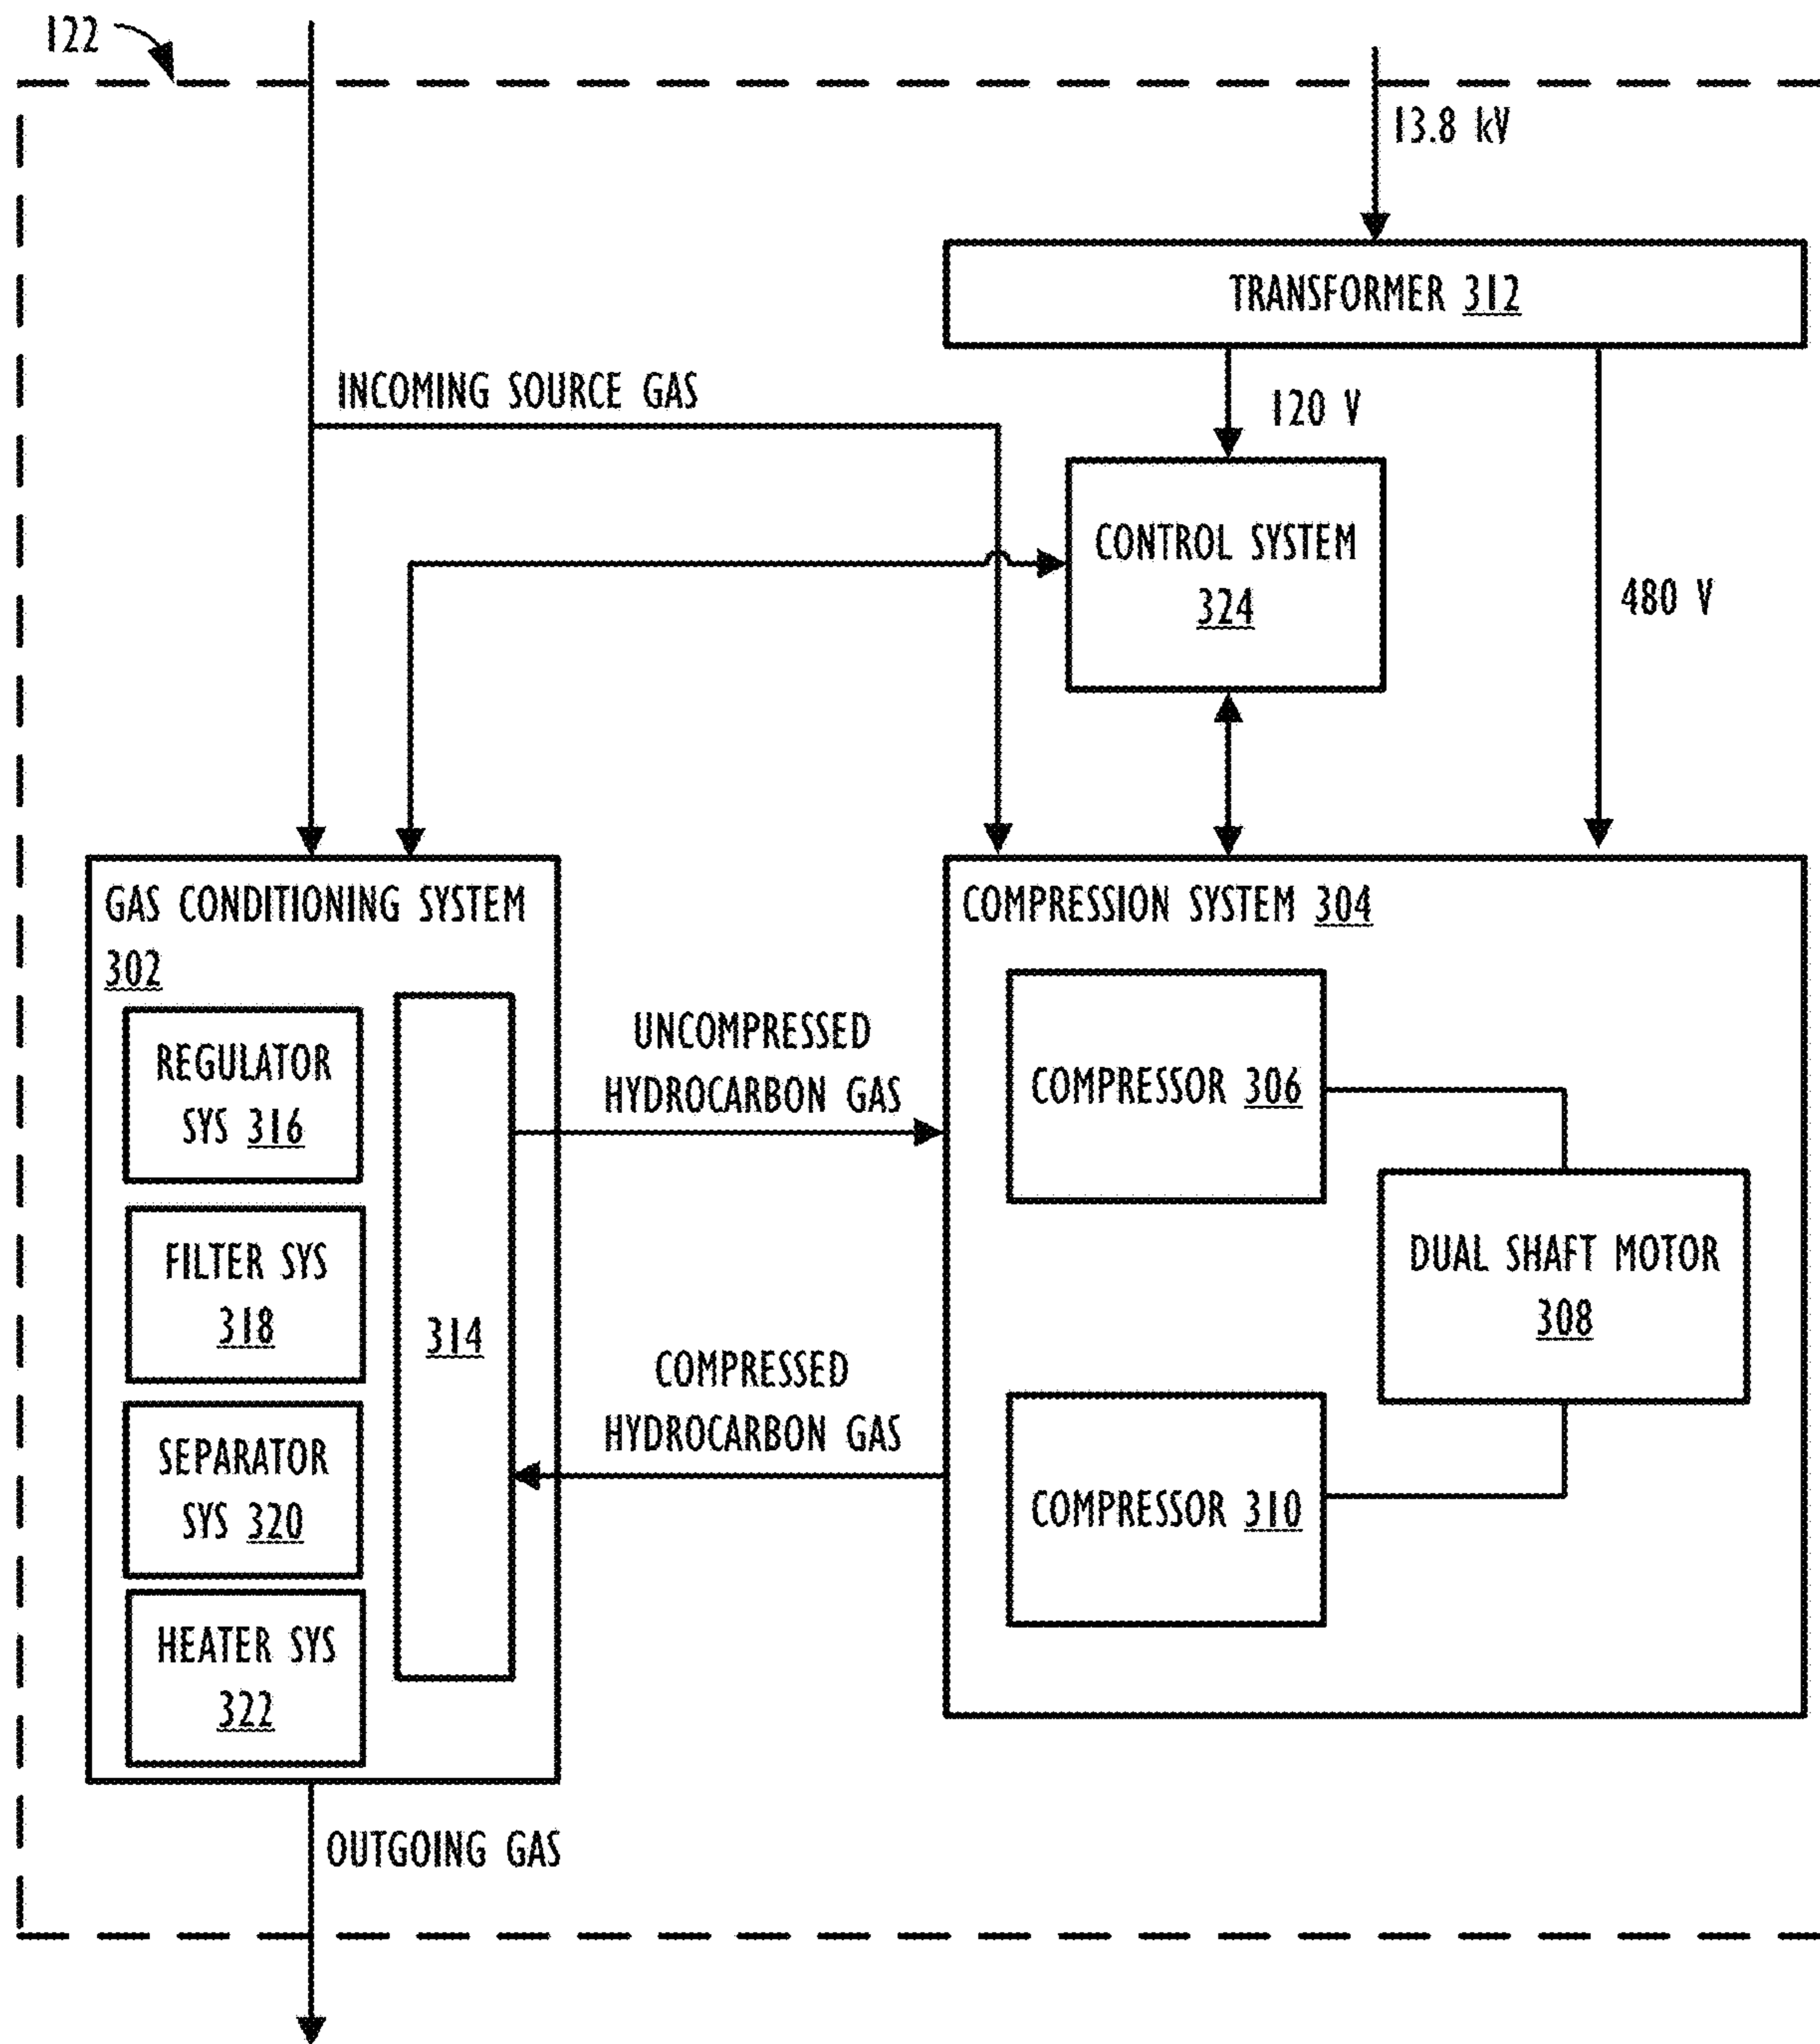 122
13.8 kV
TRANSFORMER 312
INCOMING SOURCE GAS
120 V
CONTROL SYSTEM
324
480 V
GAS CONDITIONING SYSTEM
302
REGULATOR
SYS 316
FILTER SYS
318
SEPARATOR
SYS 320
HEATER SYS
322
314
UNCOMPRESSED
HYDROCARBON GAS
COMPRESSED
HYDROCARBON GAS
COMPRESSION SYSTEM 304
COMPRESSOR 306
DUAL SHAFT MOTOR
308
COMPRESSOR 310
OUTGOING GAS